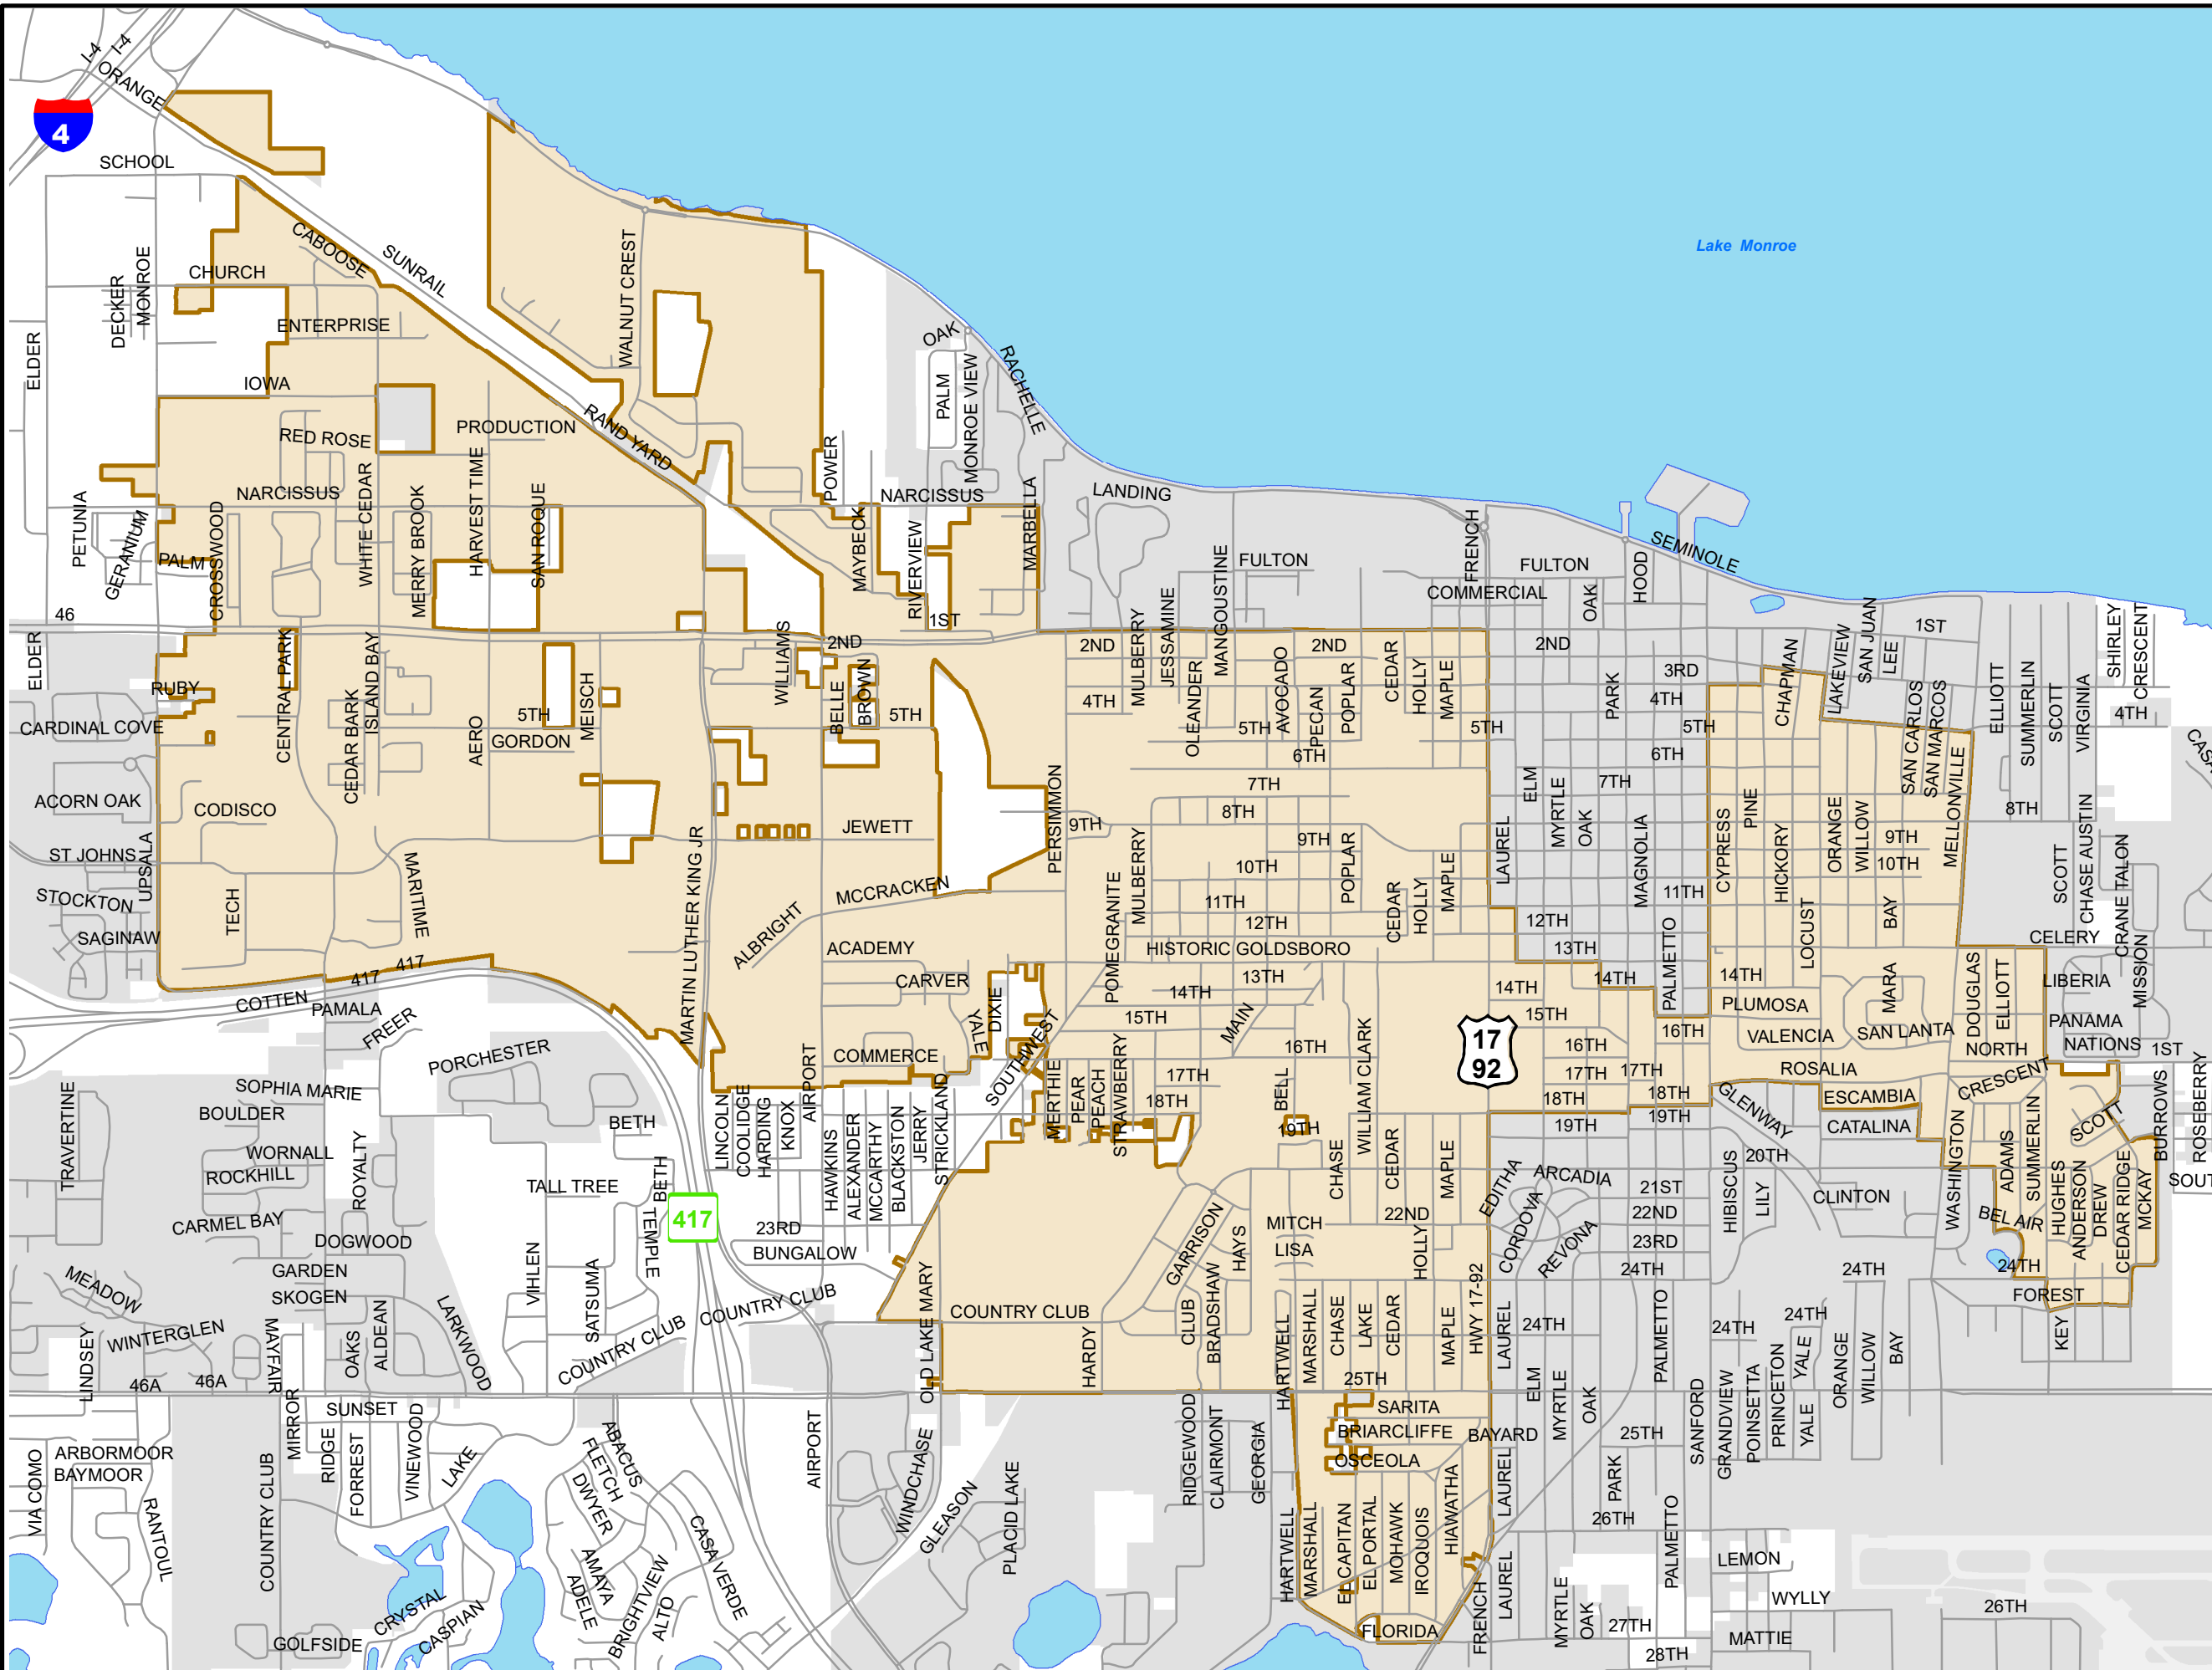 I-4
I-4
ORANGE
4
SCHOOL
Lake Monroe
CABOOSE
SUNRAIL
WALNUT CREST
CHURCH
DECKER
MONROE
ENTERPRISE
ELDER
IOWA
OAK
RACHELLE
PALM
MONROE VIEW
RED ROSE
PRODUCTION
RAND YARD
POWER
NARCISSUS
NARCISSUS
LANDING
PETUNIA
GERANIUM
PALM
CROSSWOOD
WHITE CEDAR
MERRY BROOK
HARVEST TIME
SAN ROQUE
MAYBECK
RIVERVIEW
MARBELLA
FRENCH
SEMINOLE
FULTON
FULTON
COMMERCIAL
OAK
HOOD
MANGOUSTINE
JESSAMINE
MULBERRY
46
1ST
1ST
2ND
2ND
2ND
2ND
3RD
4TH
4TH
4TH
ELDER
RUBY
CENTRAL PARK
ISLAND BAY
CEDAR BARK
CARDINAL COVE
AERO
5TH
GORDON
MEISCH
WILLIAMS
BELLE
BROWN
5TH
OLEANDER
AVOCADO
PECAN
POPLAR
CEDAR
HOLLY
MAPLE
5TH
5TH
5TH
6TH
6TH
PARK
CHAPMAN
LAKEVIEW
SAN JUAN
LEE
SAN CARLOS
SAN MARCOS
ELLIOTT
SUMMERLIN
SCOTT
VIRGINIA
SHIRLEY
CRESCENT
ACORN OAK
CODISCO
7TH
7TH
8TH
8TH
ELM
MYRTLE
OAK
PERSIMMON
MELLONVILLE
JEWETT
9TH
9TH
9TH
ST JOHNS
UPSALA
STOCKTON
SAGINAW
TECH
MARTIME
MARTIN LUTHER KING JR
MCCRACKEN
ALBRIGHT
10TH
10TH
11TH
11TH
12TH
12TH
POMEGRANITE
MULBERRY
POPLAR
CEDAR
HOLLY
MAPLE
LAUREL
MAGNOLIA
CYPRESS
PINE
HICKORY
ORANGE
WILLOW
LOCUST
BAY
SCOTT
CHASE AUSTIN
CRANE TALON
CELERY
ACADEMY
HISTORIC GOLDSBORO
13TH
13TH
CARVER
DIXIE
YALE
COMMERCE
AIRPORT
14TH
14TH
14TH
14TH
15TH
15TH
MAIN
16TH
16TH
16TH
PALMETTO
PLUMOSA
VALENCIA
MARA
SAN LANTA
DOUGLAS
ELLIOTT
NORTH
LIBERIA
MISSION
PANAMA
NATIONS
1ST
417
417
COTTEN
PAMALA
FREER
PORCHESTER
SOUTHWEST
MERTHIE
PEAR
PEACH
STRAWBERRY
17TH
17TH
17TH
18TH
18TH
18TH
BELL
WILLIAM CLARK
17
92
ROSALIA
ESCAMBIA
CRESCENT
SOPHIA MARIE
BOULDER
TRAVERTINE
WORNALL
ROCKHILL
ROYALTY
BETH
BETH
LINCOLN
COOLIDGE
HARDING
KNOX
AIRPORT
HAWKINS
ALEXANDER
MCCARTHY
BLACKSTON
JERRY
STRICKLAND
19TH
19TH
19TH
GLENWAY
CATALINA
20TH
SCOTT
BURROWS
ROSEBERRY
SOUT
TALL TREE
TEMPLE
417
CARMEL BAY
DOGWOOD
23RD
BUNGALOW
CHASE
CEDAR
MAPLE
EDITHA
ARCADIA
21ST
22ND
22ND
23RD
CORDOVA
REVONA
HIBISCUS
LILY
CLINTON
WASHINGTON
ADAMS
SUMMERLIN
BEL AIR
HUGHES
ANDERSON
DREW
CEDAR RIDGE
MCKAY
GARRISON
HAYS
MITCH
LISA
HOLLY
MEADOW
GARDEN
SKOGEN
VIHLEN
SATSUMA
24TH
24TH
24TH
FOREST
WINTERGLEN
LINDSEY
MAYFAIR
OAKS
ALDEAN
LARKWOOD
COUNTRY CLUB
COUNTRY CLUB
COUNTRY CLUB
OLD LAKE MARY
HARDY
CLUB
BRADSHAW
HARTWELL
MARSHALL
CHASE
LAKE
CEDAR
MAPLE
HWY 17-92
LAUREL
24TH
PALMETTO
24TH
24TH
KEY
46A
46A
25TH
ELM
MYRTLE
OAK
SANFORD
GRANDVIEW
POINSETTA
PRINCETON
YALE
YALE
ORANGE
WILLOW
BAY
MIRROR
SUNSET
ARBORMOOR
BAYMOOR
VIA COMO
RANTOUL
COUNTRY CLUB
RIDGE
FORREST
VINEWOOD
LAKE
ABACUS
FLETCH
DWYER
AMAYA
ADELE
CASA VERDE
BRIGHTVIEW
ALTO
AIRPORT
WINDCHASE
GLEASON
PLACID LAKE
RIDGEWOOD
CLAIRMONT
GEORGIA
SARITA
BRIARCLIFFE
OSCEOLA
BAYARD
25TH
LAUREL
PARK
26TH
HARTWELL
MARSHALL
EL CAPITAN
EL PORTAL
MOHAWK
IROQUOIS
HIAWATHA
PALMETTO
LEMON
WYLLY
26TH
CRYSTAL
CASPIAN
GOLFSIDE
FLORIDA
FRENCH
LAUREL
MYRTLE
OAK
27TH
MATTIE
28TH